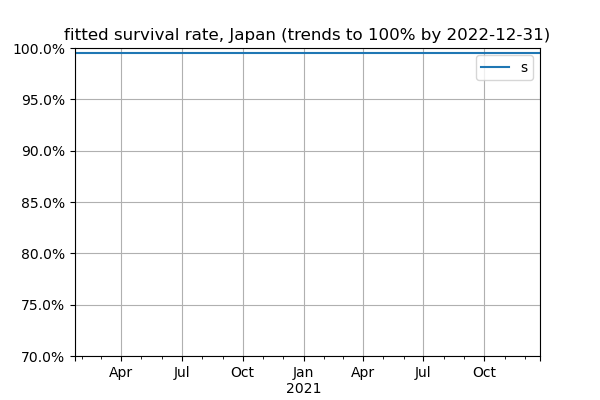 fitted survival rate, Japan (trends to 100% by 2022-12-31)
100.0%
s
95.0%
90.0%
85.0%
80.0%
75.0%
70.0%
Apr Jul Oct Jan Apr Jul Oct
2021